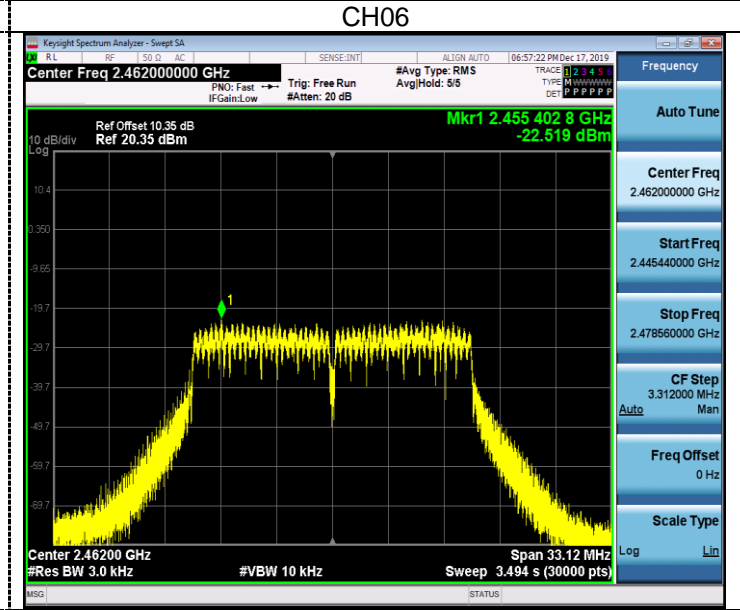 CH06
Keysight Spectrum Analyzer - Swept SA
RL RF 50 Ω AC SENSE:INT ALIGN AUTO 06:57:22 PM Dec 17, 2019
Center Freq 2.462000000 GHz
PNO: Fast
IFGain:Low
Trig: Free Run
#Atten: 20 dB
#Avg Type: RMS
Avg|Hold: 5/5
TRACE 1 2 3 4 5 6
TYPE M W W W W W
DET P P P P P P
Ref Offset 10.35 dB
10 dB/div Ref 20.35 dBm
Log
Mkr1 2.455 402 8 GHz
-22.519 dBm
10.4
0.350
-9.65
-19.7
-29.7
-39.7
-49.7
-59.7
-69.7
1
Center 2.46200 GHz Span 33.12 MHz
#Res BW 3.0 kHz #VBW 10 kHz Sweep 3.494 s (30000 pts)
MSG STATUS
Frequency
Auto Tune
Center Freq
2.462000000 GHz
Start Freq
2.445440000 GHz
Stop Freq
2.478560000 GHz
CF Step
3.312000 MHz
Auto Man
Freq Offset
0 Hz
Scale Type
Log Lin